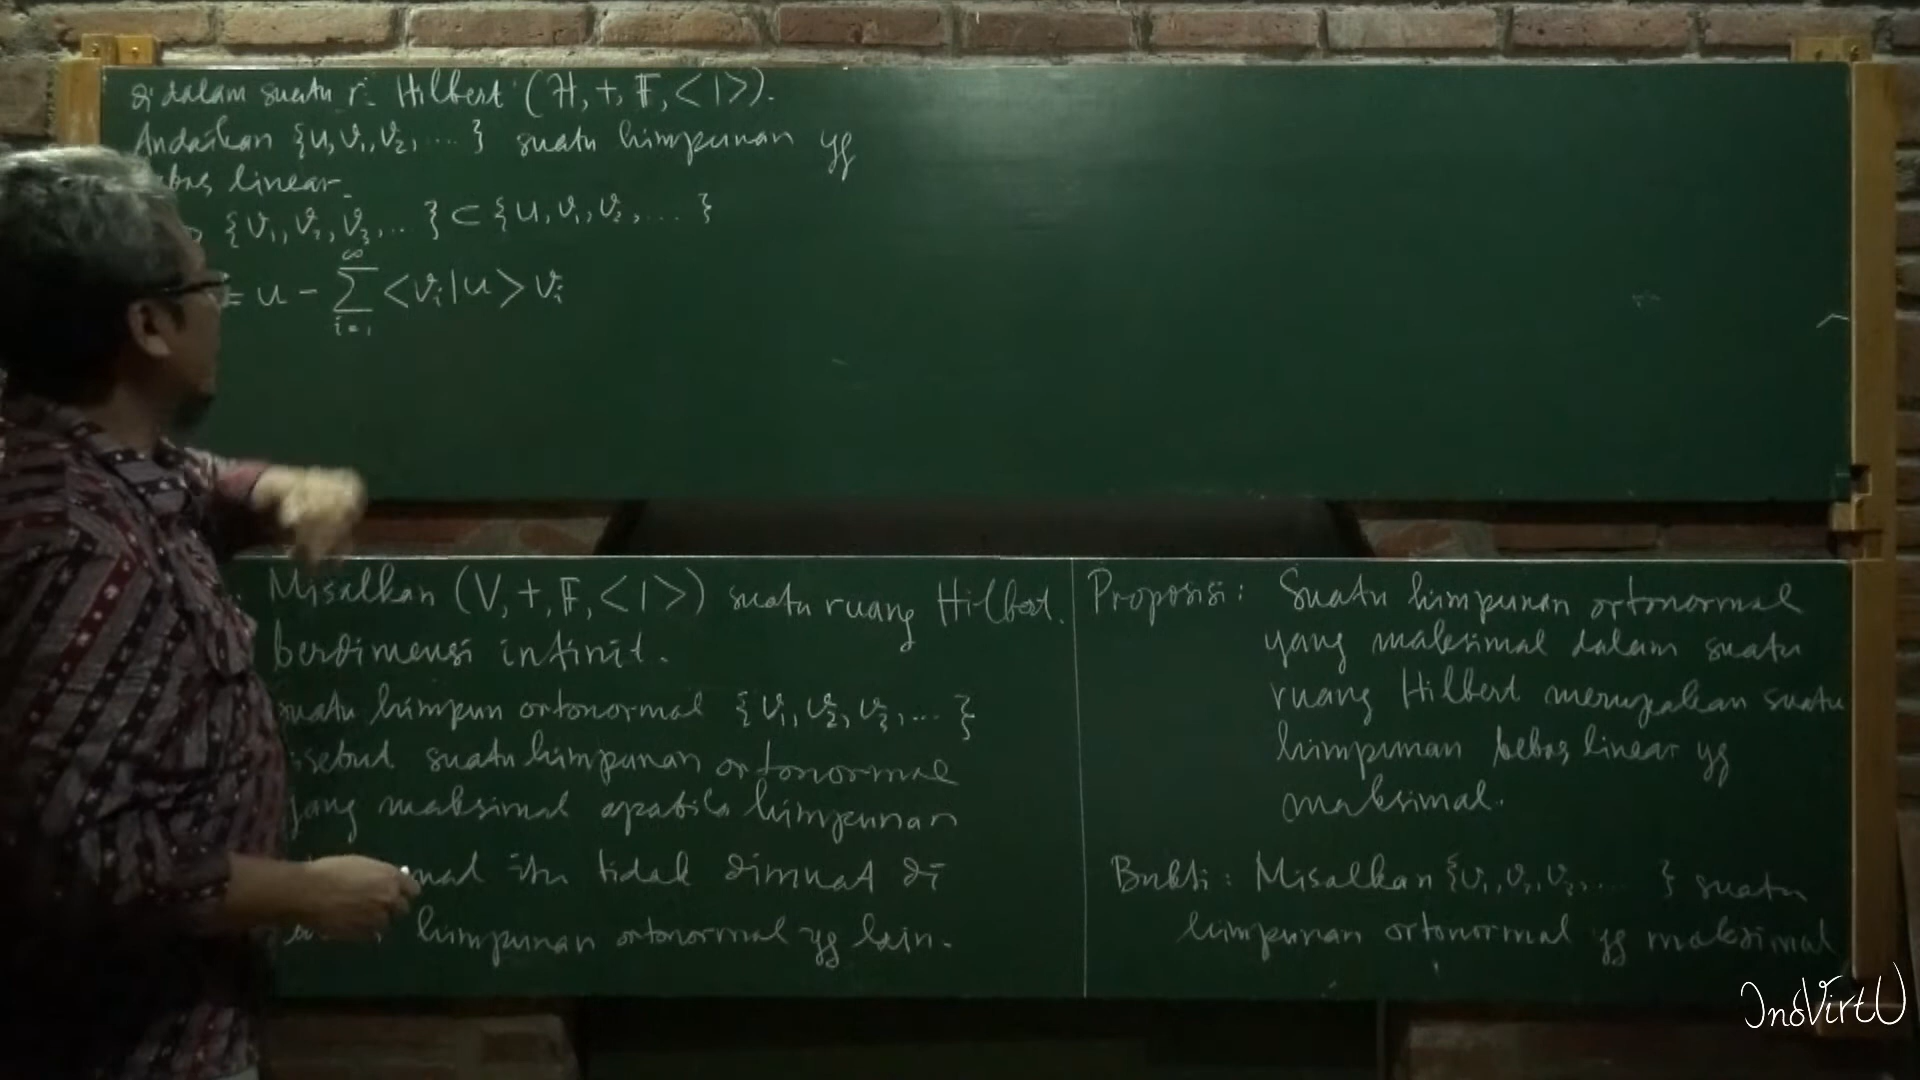 di dalam suatu r. Hilbert (H, +, 𝔽, < | >).
Andaikan {u, v₁, v₂, ... } suatu himpunan yg
bebas linear.
{v₁, v₂, v₃, ... } ⊂ {u, v₁, v₂, ... }
= u - ∑_{i=1}^{∞} <vᵢ|u> vᵢ
Misalkan (V, +, 𝔽, < | >) suatu ruang Hilbert.
berdimensi infinit.
suatu himpun ortonormal {v₁, v₂, v₃, ... }
disebut suatu himpunan ortonormal
yang maksimal apabila himpunan
itu tidak dimuat di
himpunan ortonormal yg lain.
Proposisi: Suatu himpunan ortonormal
yang maksimal dalam suatu
ruang Hilbert merupakan suatu
himpunan bebas linear yg
maksimal.
Bukti: Misalkan {v₁, v₂, v₃, ... } suatu
himpunan ortonormal yg maksimal
InoVirtU